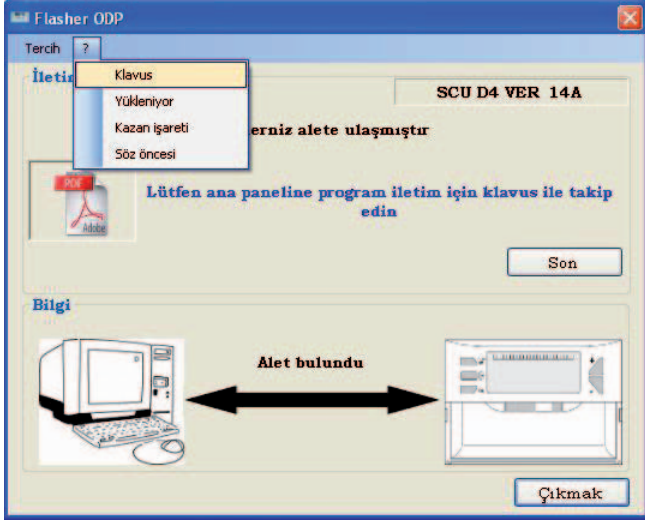 Flasher ODP
Tercih ?
Klavus
Yükleniyor
Kazan işareti
Söz öncesi
İletim
SCU D4 VER 14A
erniz alete ulaşmıştır
PDF
Adobe
Lütfen ana paneline program iletim için klavus ile takip
edin
Son
Bilgi
Alet bulundu
Çıkmak